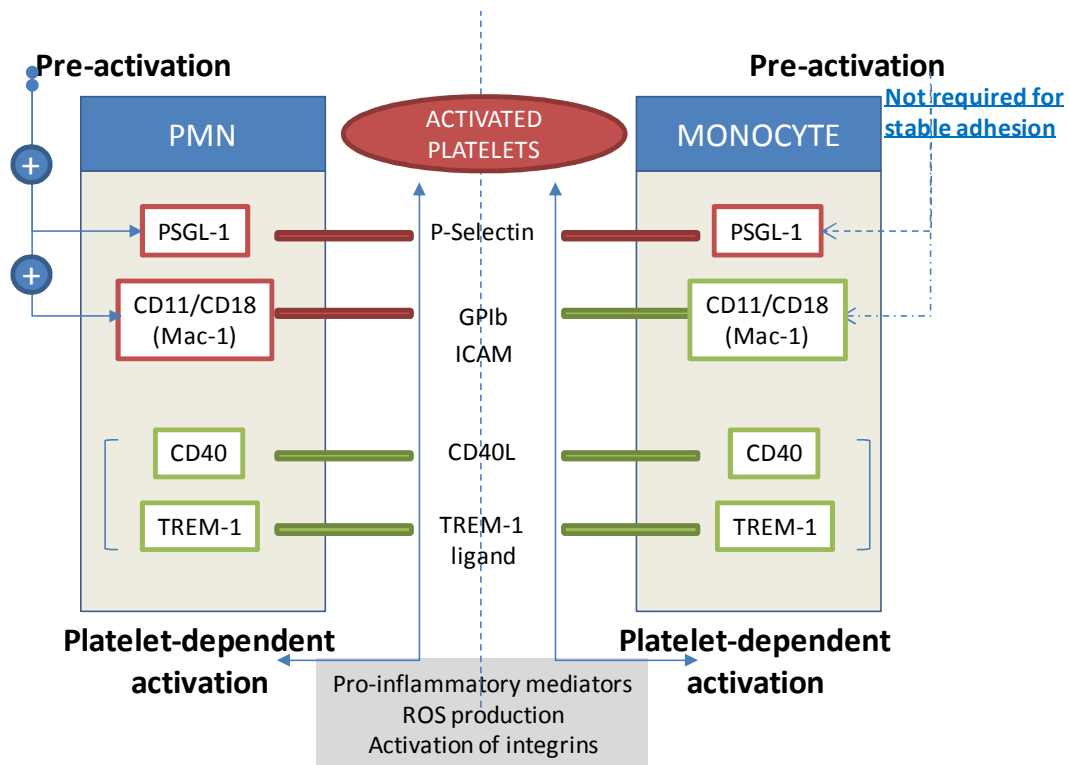 Pre-activation
Pre-activation
Not required for
stable adhesion
PMN
ACTIVATED
PLATELETS
MONOCYTE
+
PSGL-1
P-Selectin
PSGL-1
+
CD11/CD18
(Mac-1)
GPIb
ICAM
CD11/CD18
(Mac-1)
CD40
CD40L
CD40
TREM-1
TREM-1
ligand
TREM-1
Platelet-dependent
activation
Platelet-dependent
activation
Pro-inflammatory mediators
ROS production
Activation of integrins